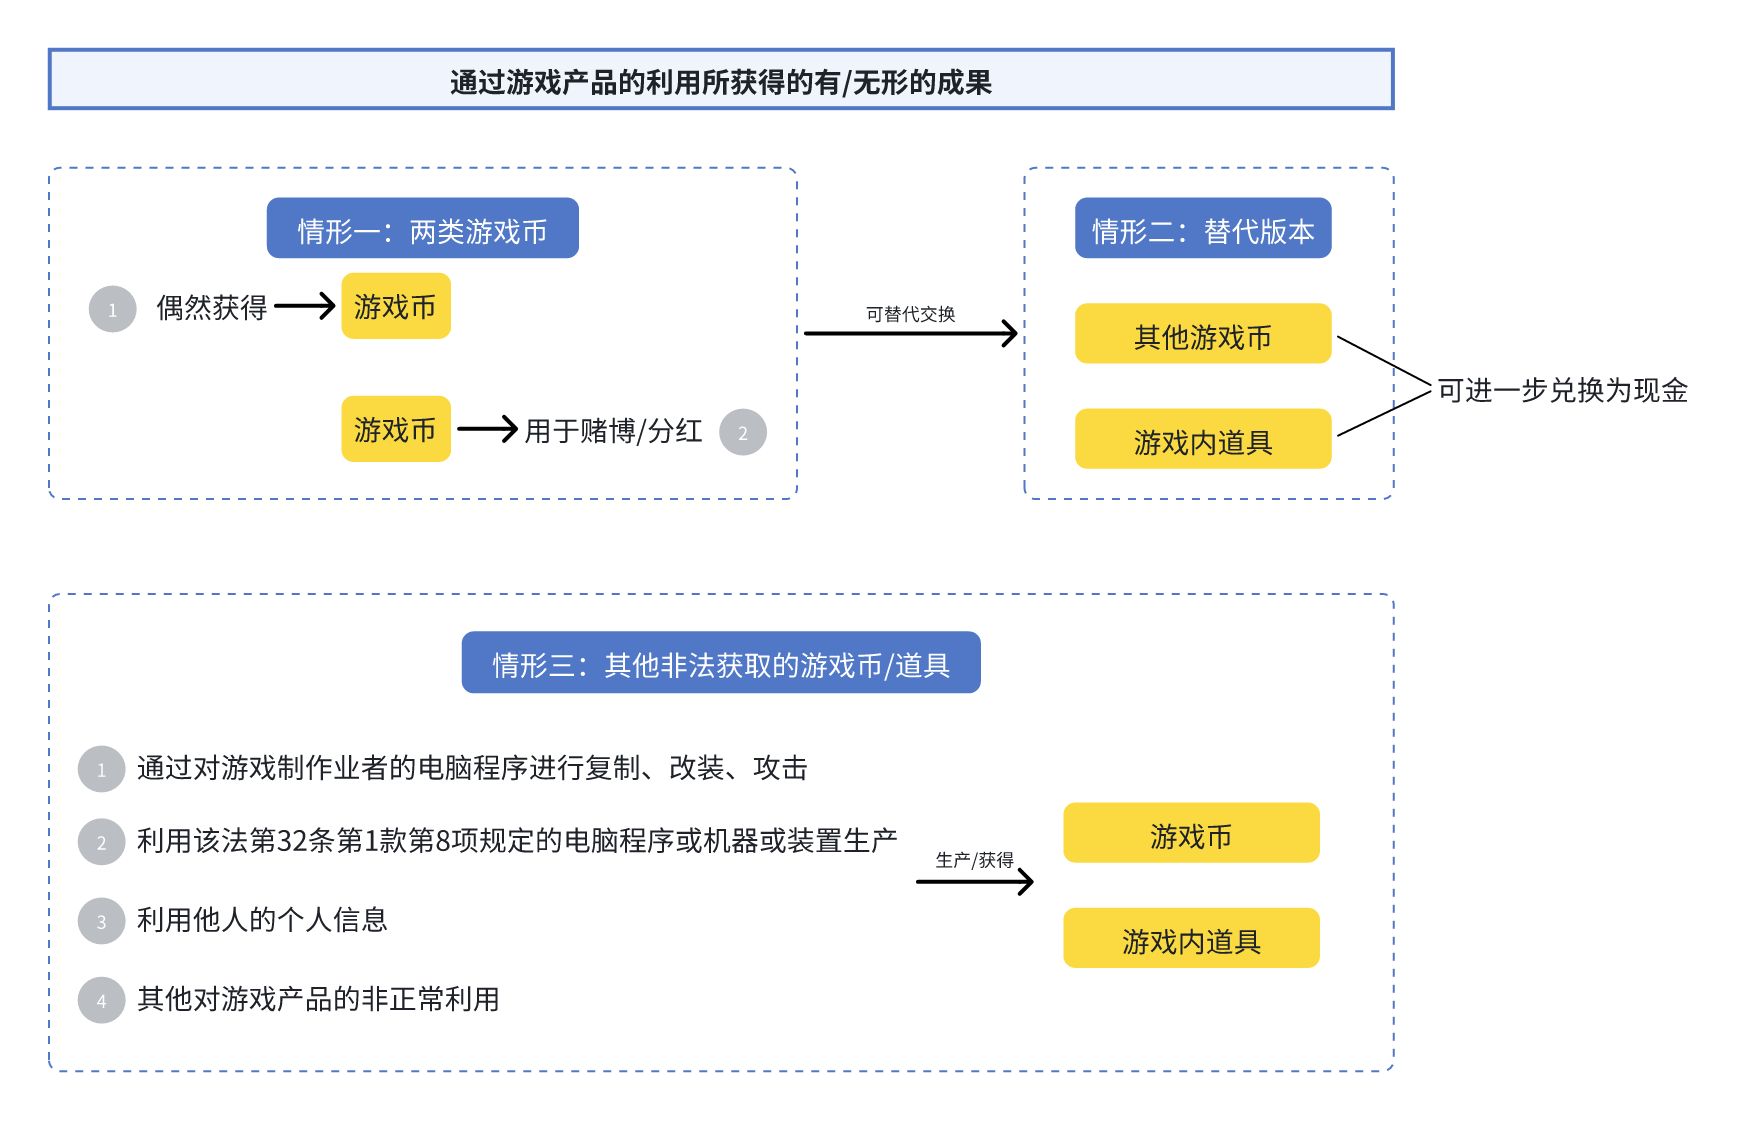 通过游戏产品的利用所获得的有/无形的成果
情形一：两类游戏币
1
偶然获得
游戏币
游戏币
用于赌博/分红
2
可替代交换
情形二：替代版本
其他游戏币
游戏内道具
可进一步兑换为现金
情形三：其他非法获取的游戏币/道具
1
通过对游戏制作业者的电脑程序进行复制、改装、攻击
2
利用该法第32条第1款第8项规定的电脑程序或机器或装置生产
3
利用他人的个人信息
4
其他对游戏产品的非正常利用
生产/获得
游戏币
游戏内道具